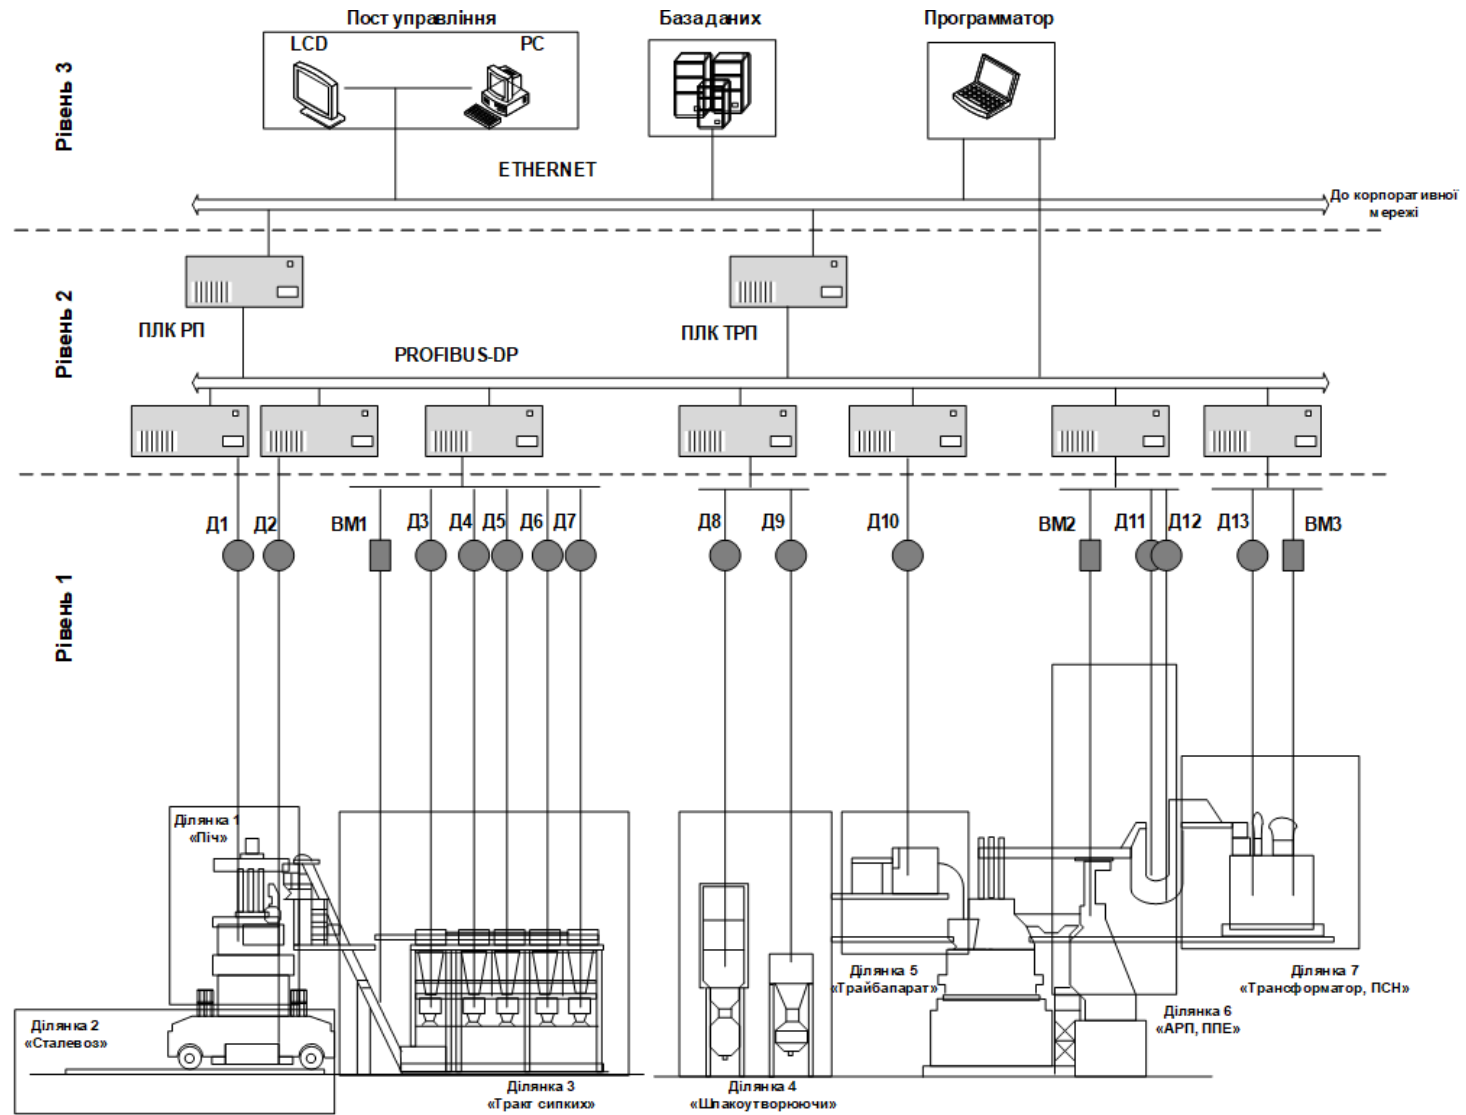 Пост управління
База даних
Программатор
LCD
PC
Рівень 3
ETHERNET
До корпоративної
мережі
Рівень 2
ПЛК РП
ПЛК ТРП
PROFIBUS-DP
Рівень 1
Д1
Д2
ВМ1
Д3
Д4
Д5
Д6
Д7
Д8
Д9
Д10
ВМ2
Д11
Д12
Д13
ВМ3
Ділянка 1
«Піч»
Ділянка 2
«Сталевоз»
Ділянка 3
«Тракт сипких»
Ділянка 4
«Шлакоутворюючи»
Ділянка 5
«Трайбапарат»
Ділянка 6
«АРП, ППЕ»
Ділянка 7
«Трансформатор, ПСН»